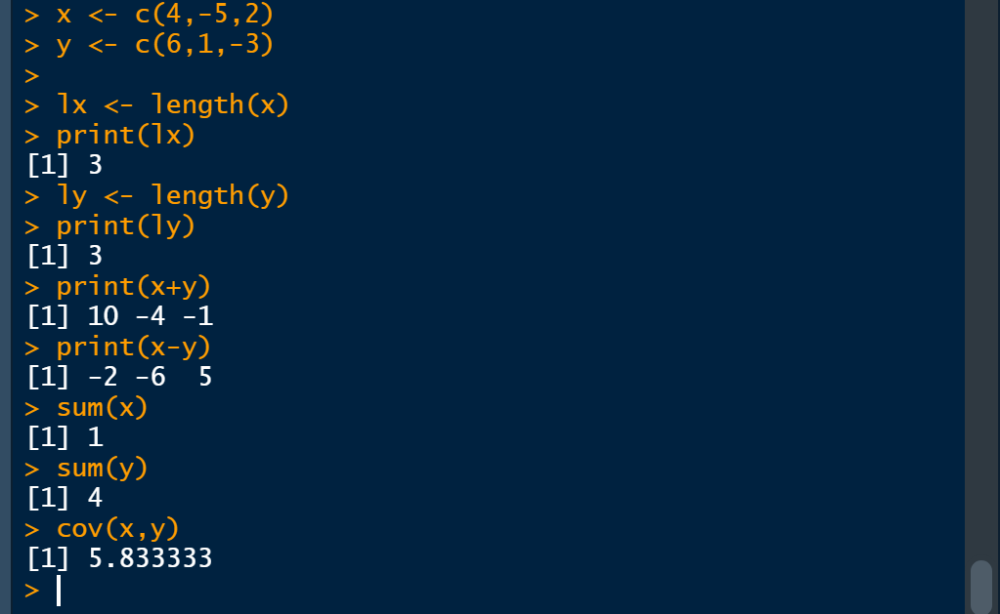 > x <- c(4,-5,2)
> y <- c(6,1,-3)
>
> lx <- length(x)
> print(lx)
[1] 3
> ly <- length(y)
> print(ly)
[1] 3
> print(x+y)
[1] 10 -4 -1
> print(x-y)
[1] -2 -6  5
> sum(x)
[1] 1
> sum(y)
[1] 4
> cov(x,y)
[1] 5.833333
>